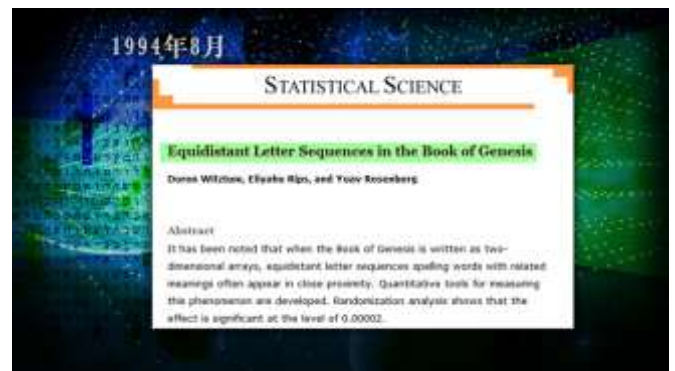 1994年8月
STATISTICAL SCIENCE
Equidistant Letter Sequences in the Book of Genesis
Doron Witztum, Eliyahu Rips, and Yoav Rosenberg
Abstract
It has been noted that when the Book of Genesis is written as two-
dimensional arrays, equidistant letter sequences spelling words with related
meanings often appear in close proximity. Quantitative tools for measuring
this phenomenon are developed. Randomization analysis shows that the
effect is significant at the level of 0.00002.